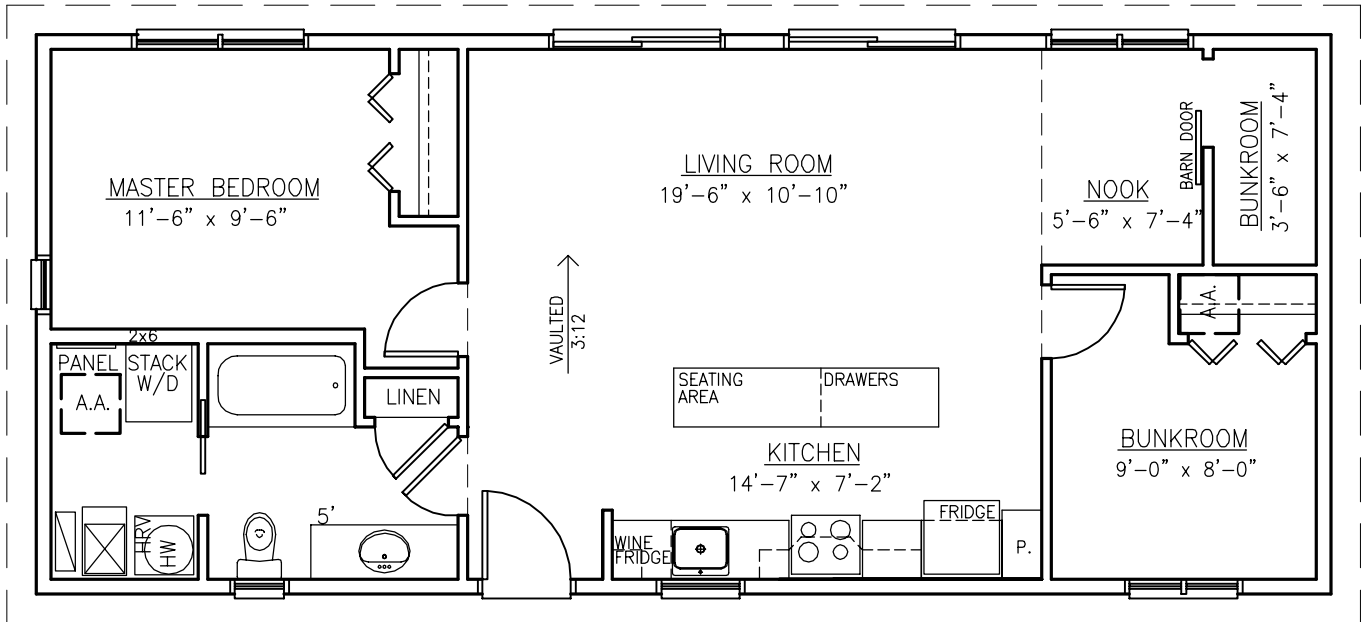 MASTER BEDROOM
11'-6" x 9'-6"
LIVING ROOM
19'-6" x 10'-10"
NOOK
5'-6" x 7'-4"
BARN DOOR
BUNKROOM
3'-6" x 7'-4"
VAULTED
3:12
A.A.
2x6
PANEL
STACK
W/D
A.A.
LINEN
SEATING
AREA
DRAWERS
KITCHEN
14'-7" x 7'-2"
BUNKROOM
9'-0" x 8'-0"
HRV
HW
5'
WINE
FRIDGE
FRIDGE
P.